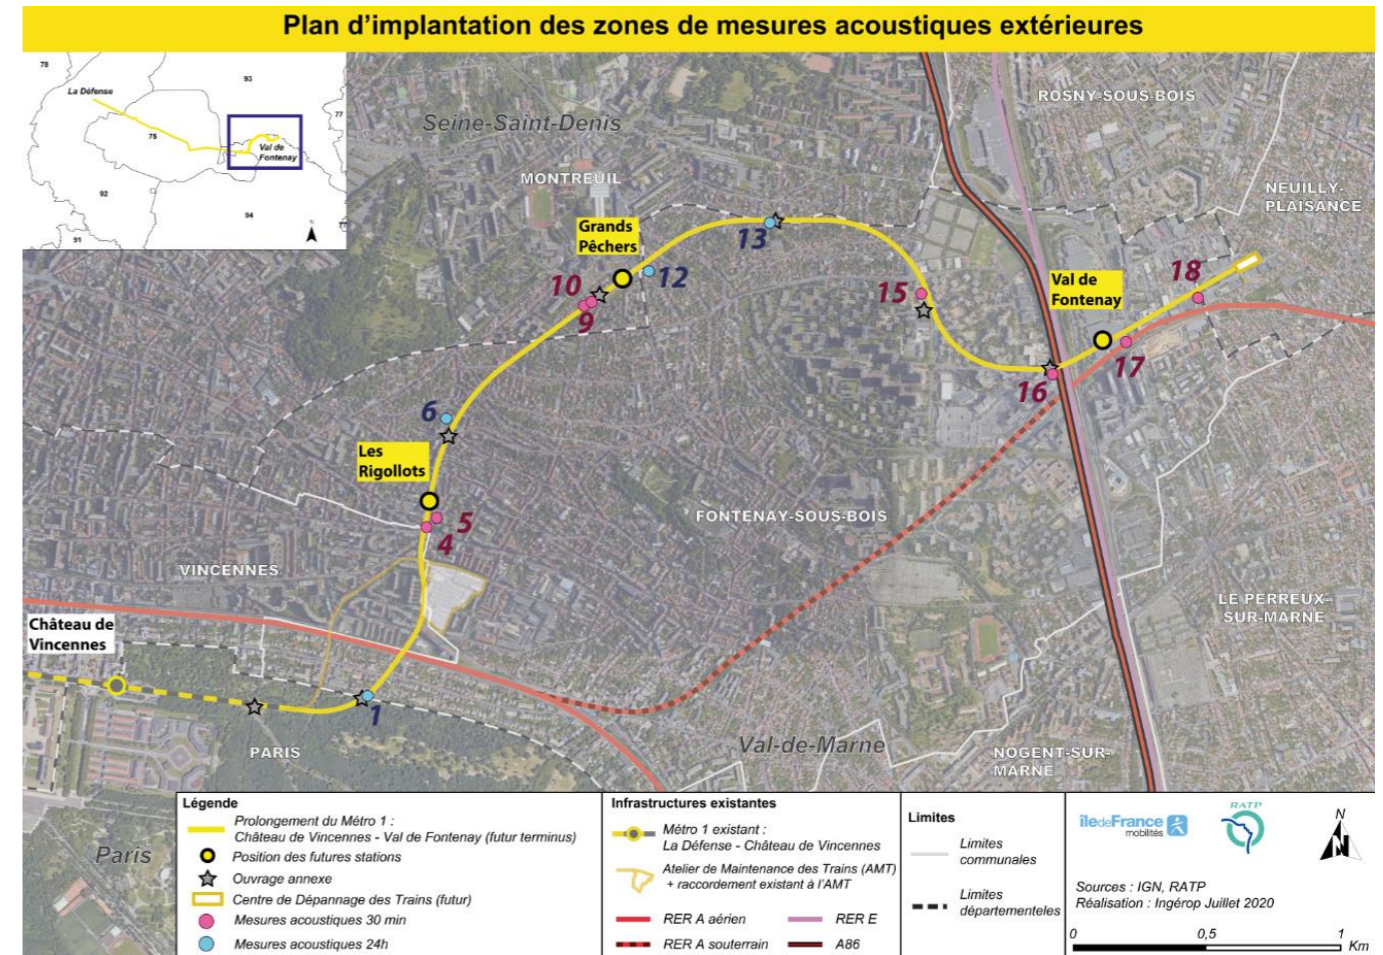 Plan d’implantation des zones de mesures acoustiques extérieures
78
93
La Défense
77
75
Val de
Fontenay
92
94
N
77
91
Seine-Saint-Denis
ROSNY-SOUS-BOIS
MONTREUIL
NEUILLY-
PLAISANCE
Grands
Pêchers
13
12
10
9
15
Val de
Fontenay
18
17
16
6
Les
Rigollots
5
4
FONTENAY-SOUS-BOIS
VINCENNES
LE PERREUX-
SUR-MARNE
Château de
Vincennes
1
PARIS
Val-de-Marne
NOGENT-SUR-
MARNE
Paris
Légende
Prolongement du Métro 1 :
Château de Vincennes - Val de Fontenay (futur terminus)
Position des futures stations
Ouvrage annexe
Centre de Dépannage des Trains (futur)
Mesures acoustiques 30 min
Mesures acoustiques 24h
Infrastructures existantes
Métro 1 existant :
La Défense - Château de Vincennes
Atelier de Maintenance des Trains (AMT)
+ raccordement existant à l’AMT
RER A aérien
RER E
RER A souterrain
A86
Limites
Limites
communales
Limites
départementeles
îledeFrance
mobilités
RATP
N
Sources : IGN, RATP
Réalisation : Ingérop Juillet 2020
0
0,5
1
Km